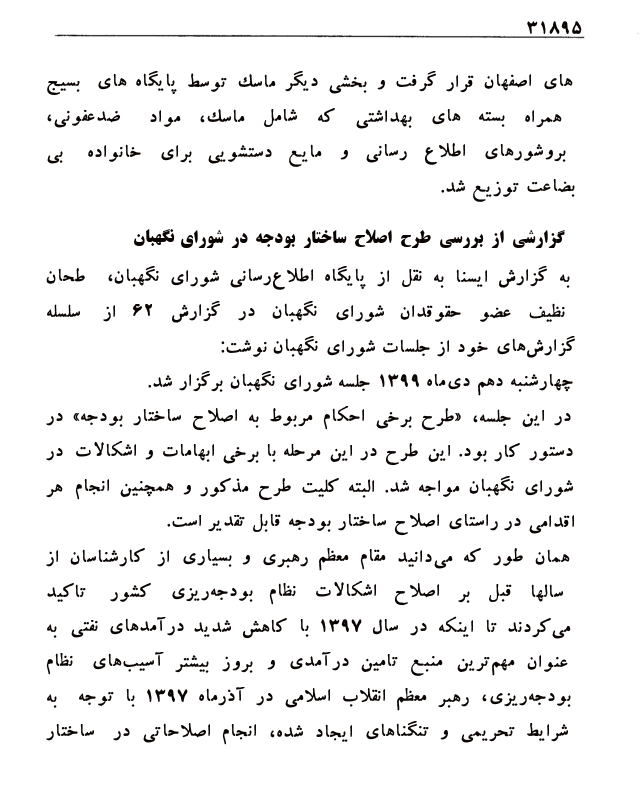 ۳۱۸۹۵
های اصفهان قرار گرفت و بخشی دیگر ماسك توسط پایگاه های بسیج
همراه بسته های بهداشتی که شامل ماسك، مواد ضدعفونی،
بروشورهای اطلاع رسانی و مایع دستشویی برای خانواده بی
بضاعت توزیع شد.
گزارشی از بررسی طرح اصلاح ساختار بودجه در شورای نگهبان
به گزارش ایسنا به نقل از پایگاه اطلاع‌رسانی شورای نگهبان، طحان
نظیف عضو حقوقدان شورای نگهبان در گزارش ۶۲ از سلسله
گزارش‌های خود از جلسات شورای نگهبان نوشت:
چهارشنبه دهم دی‌ماه ۱۳۹۹ جلسه شورای نگهبان برگزار شد.
در این جلسه، «طرح برخی احکام مربوط به اصلاح ساختار بودجه» در
دستور کار بود. این طرح در این مرحله با برخی ابهامات و اشکالات در
شورای نگهبان مواجه شد. البته کلیت طرح مذکور و همچنین انجام هر
اقدامی در راستای اصلاح ساختار بودجه قابل تقدیر است.
همان طور که می‌دانید مقام معظم رهبری و بسیاری از کارشناسان از
سالها قبل بر اصلاح اشکالات نظام بودجه‌ریزی کشور تاکید
می‌کردند تا اینکه در سال ۱۳۹۷ با کاهش شدید درآمدهای نفتی به
عنوان مهم‌ترین منبع تامین درآمدی و بروز بیشتر آسیب‌های نظام
بودجه‌ریزی، رهبر معظم انقلاب اسلامی در آذرماه ۱۳۹۷ با توجه به
شرایط تحریمی و تنگناهای ایجاد شده، انجام اصلاحاتی در ساختار